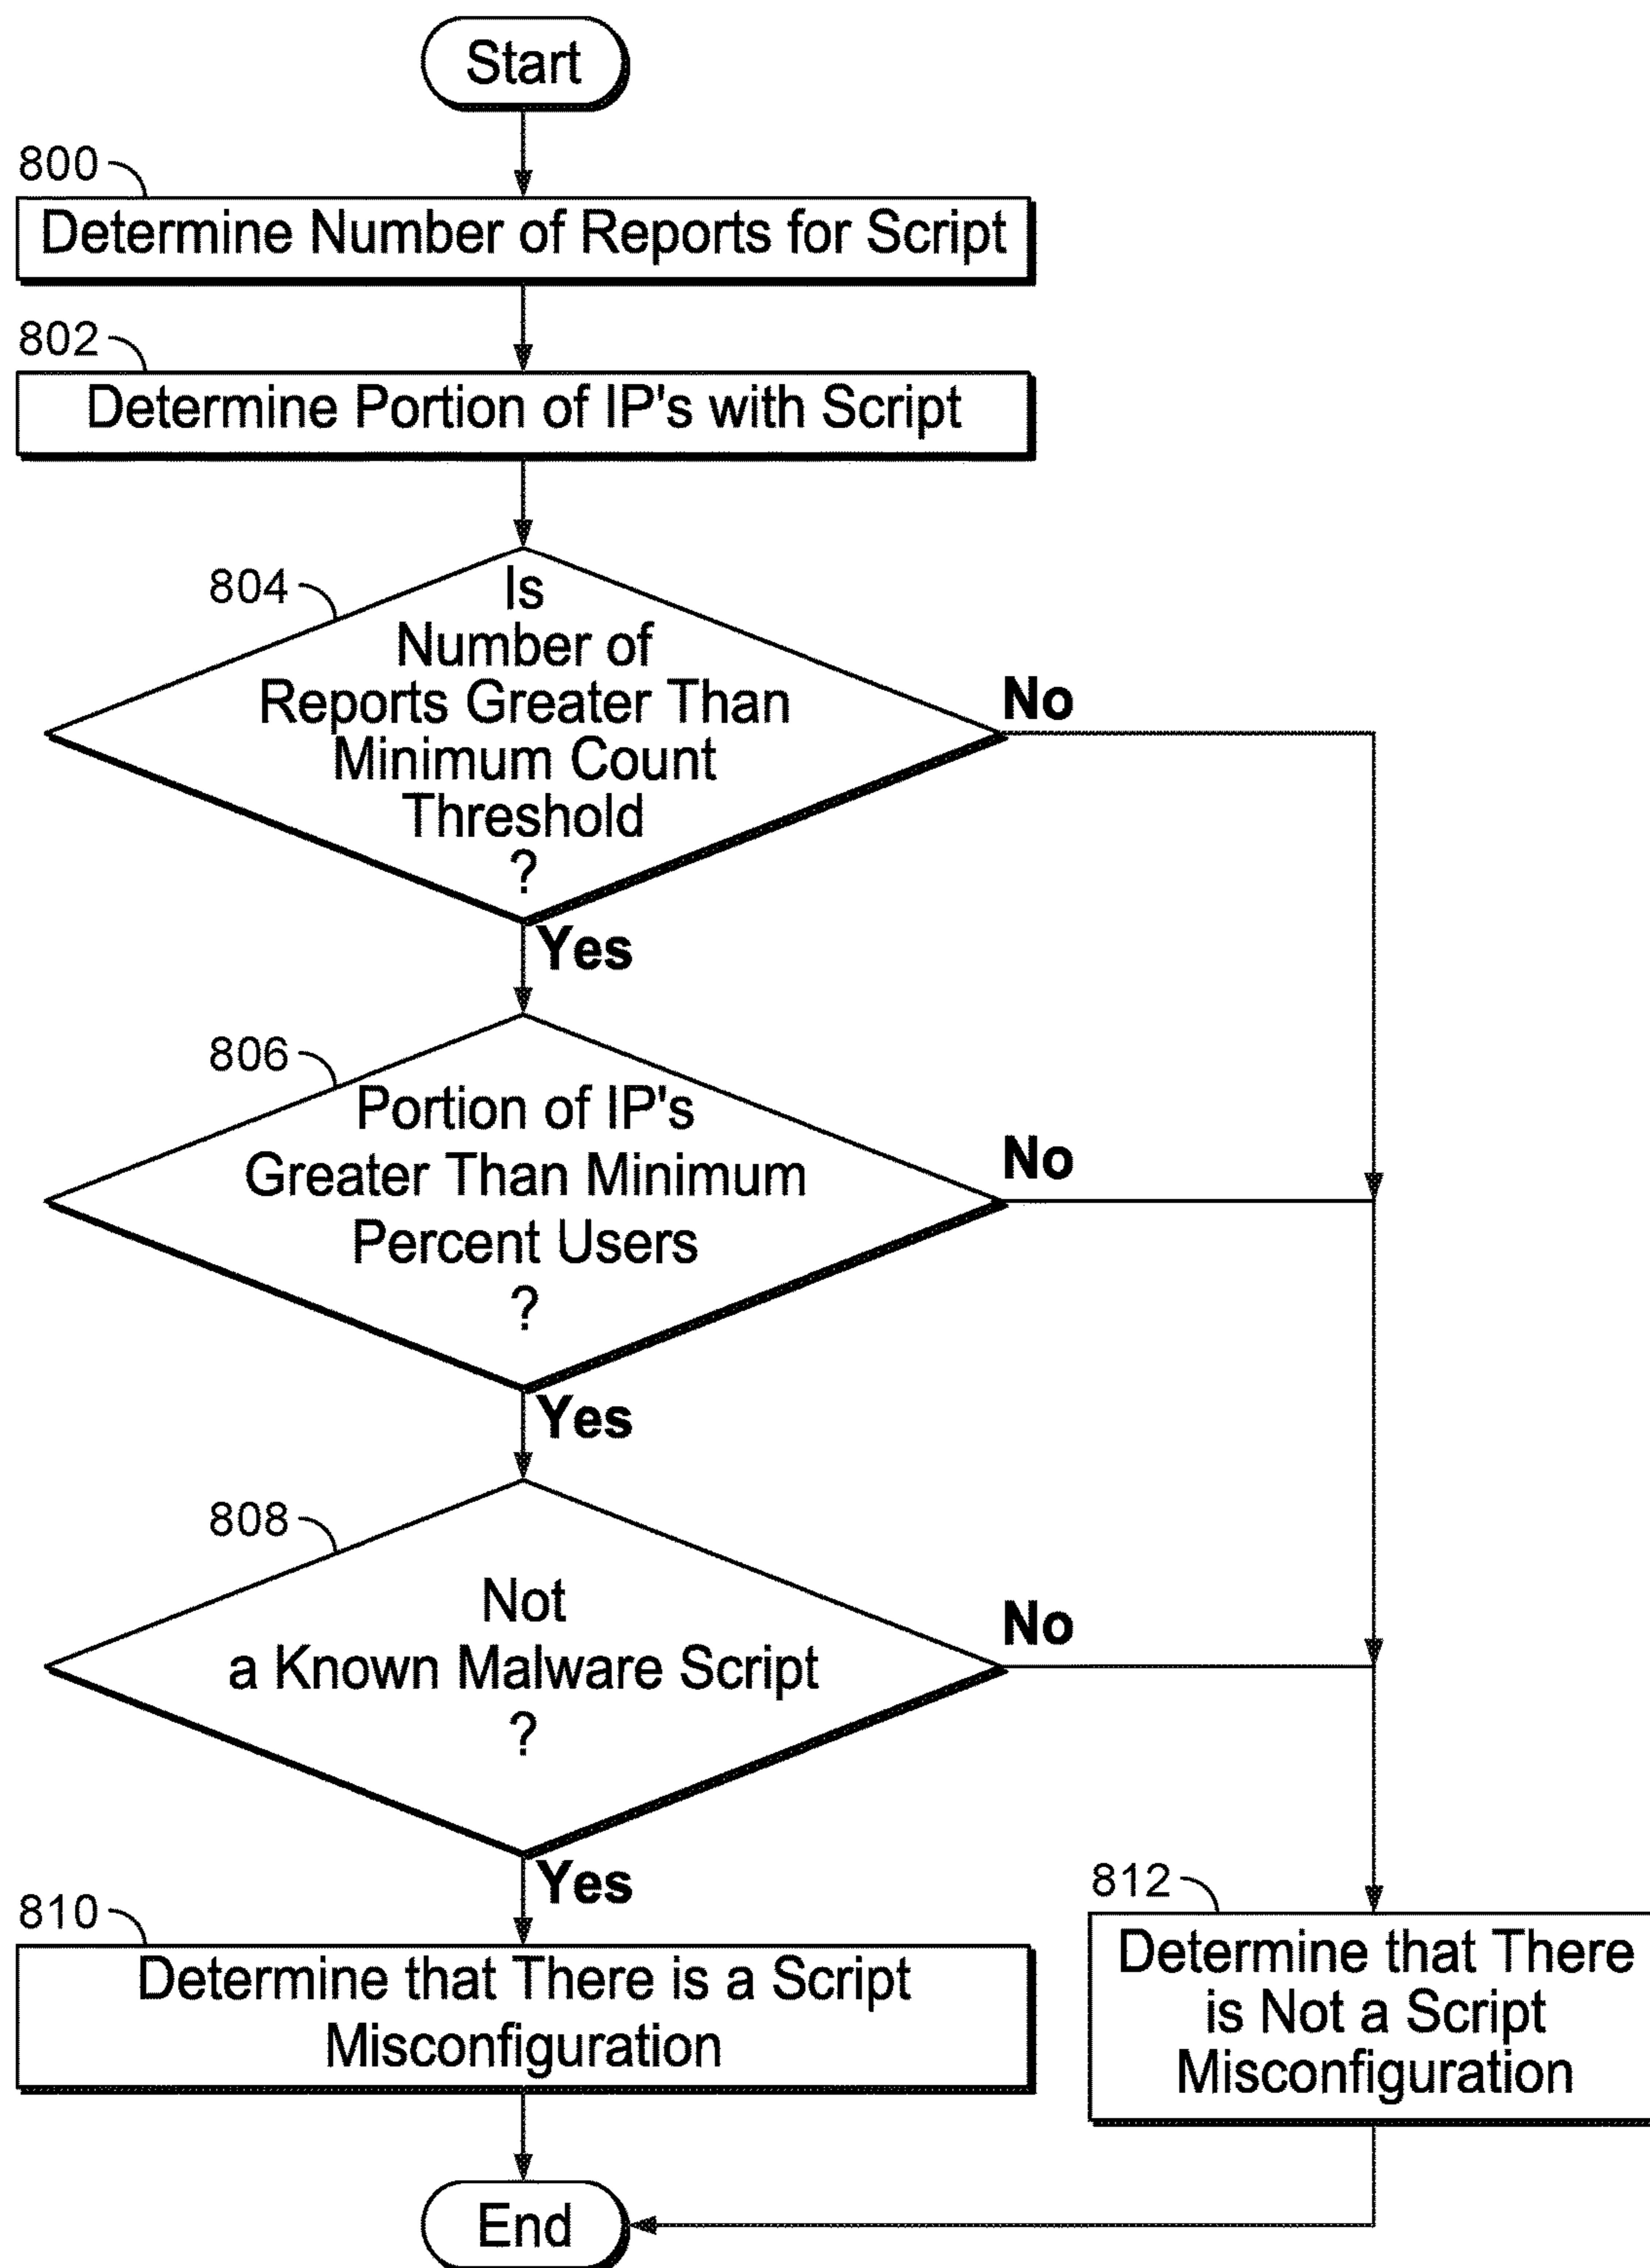 Start
800
Determine Number of Reports for Script
802
Determine Portion of IP's with Script
804
Is
Number of
Reports Greater Than
Minimum Count
Threshold
?
No
Yes
806
Portion of IP's
Greater Than Minimum
Percent Users
?
No
Yes
808
Not
a Known Malware Script
?
No
Yes
810
Determine that There is a Script
Misconfiguration
812
Determine that There
is Not a Script
Misconfiguration
End